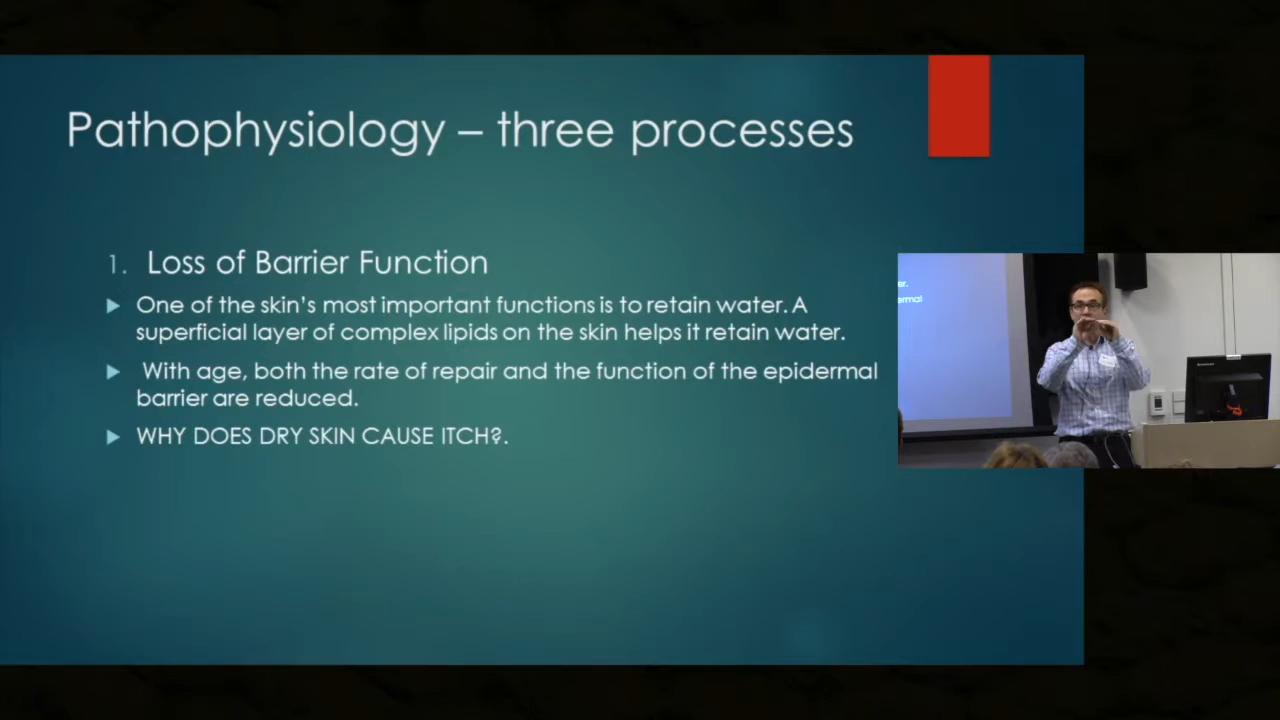 Pathophysiology – three processes
1. Loss of Barrier Function
One of the skin's most important functions is to retain water. A
superficial layer of complex lipids on the skin helps it retain water.
With age, both the rate of repair and the function of the epidermal
barrier are reduced.
WHY DOES DRY SKIN CAUSE ITCH?.
er.
ermal